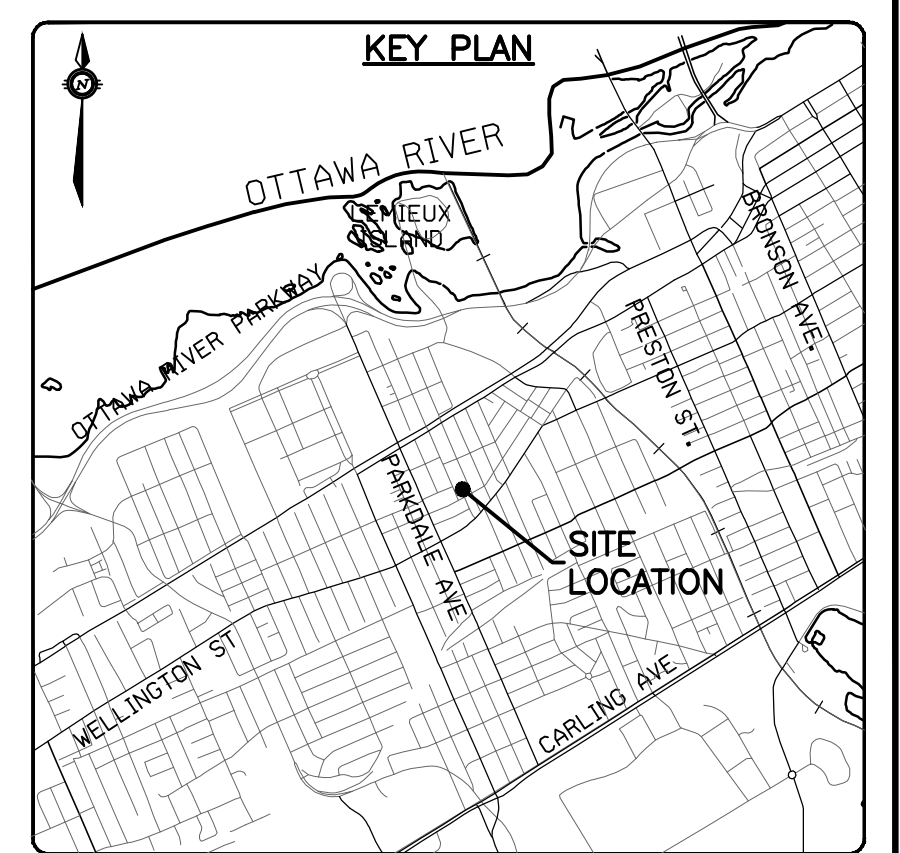 KEY PLAN
N
OTTAWA RIVER
LEMIEUX
ISLAND
OTTAWA RIVER PARKWAY
BRONSON AVE.
PRESTON ST.
PARKDALE AVE
SITE
LOCATION
WELLINGTON ST
CARLING AVE